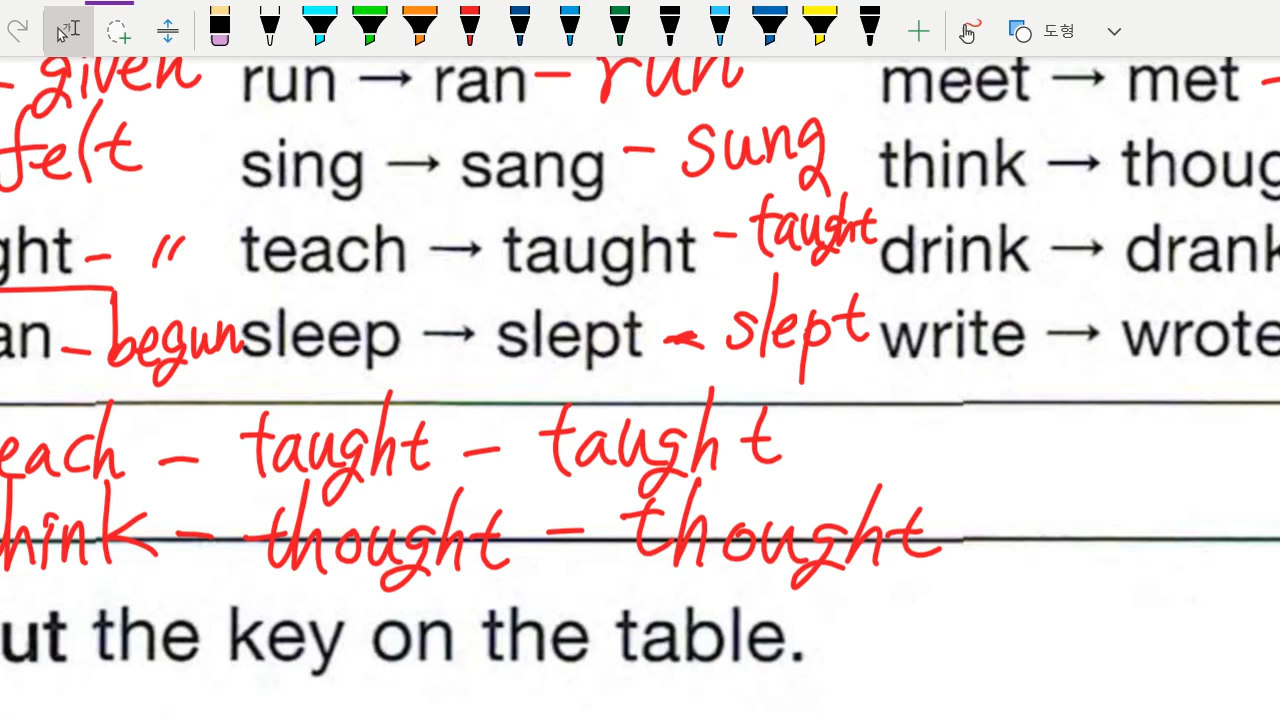 도형
- given run → ran - run meet → met -
felt sing → sang - sung think → thoug
ght -〃 teach → taught - taught drink → drank
an - begun sleep → slept - slept write → wrote
each - taught - taught
hink - thought - thought
ut the key on the table.